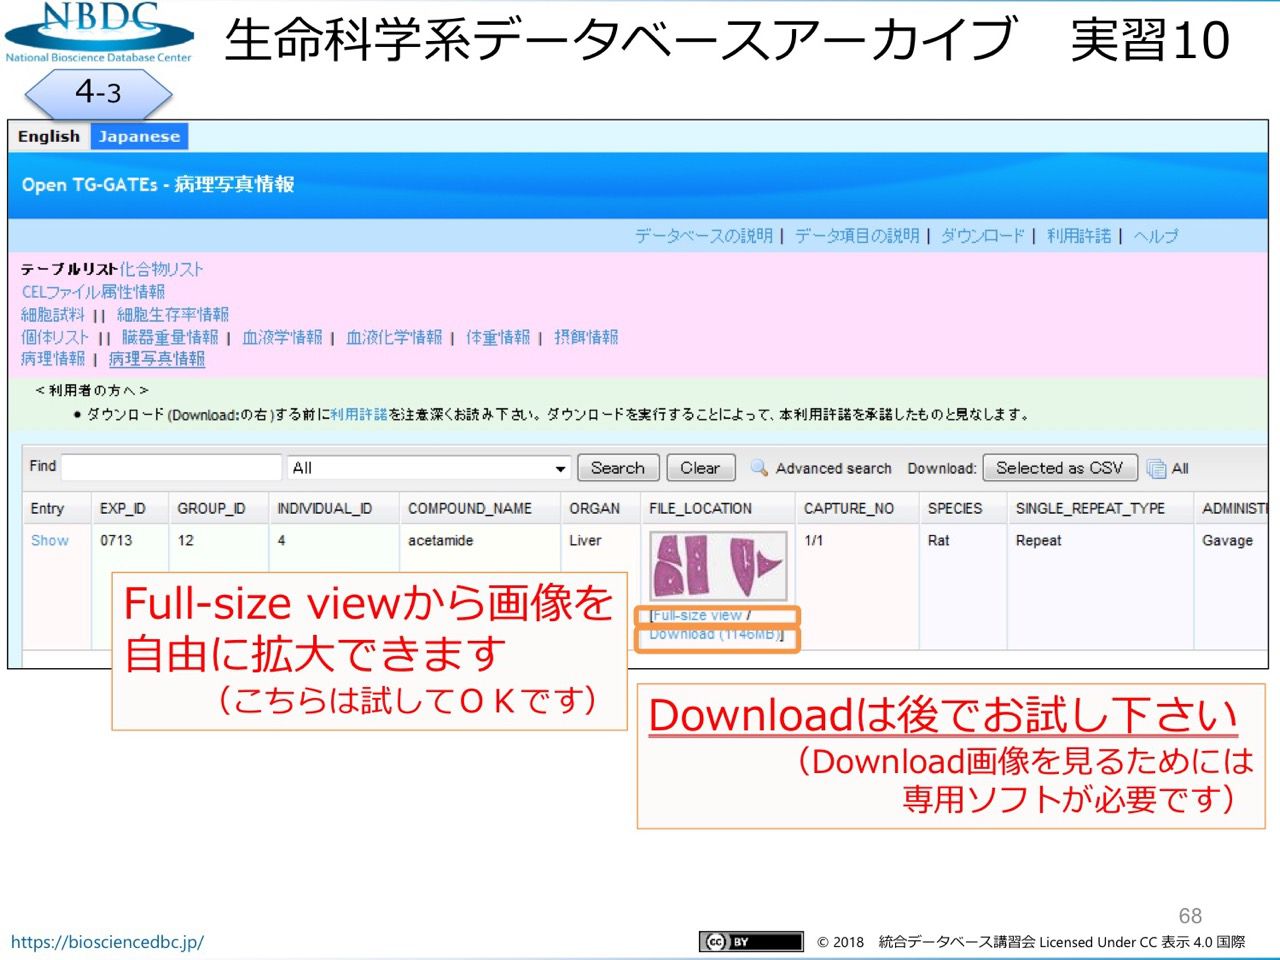 NBDC
National Bioscience Database Center
生命科学系データベースアーカイブ　実習10
4-3
English Japanese
Open TG-GATEs - 病理写真情報
データベースの説明 | データ項目の説明 | ダウンロード | 利用許諾 | ヘルプ
テーブルリスト化合物リスト
CELファイル属性情報
細胞試料 || 細胞生存率情報
個体リスト || 臓器重量情報 | 血液学情報 | 血液化学情報 | 体重情報 | 摂餌情報
病理情報 | 病理写真情報
＜利用者の方へ＞
● ダウンロード(Download:の右)する前に利用許諾を注意深くお読み下さい。ダウンロードを実行することによって、本利用許諾を承諾したものと見なします。
Find All Search Clear Advanced search Download: Selected as CSV All
Entry EXP_ID GROUP_ID INDIVIDUAL_ID COMPOUND_NAME ORGAN FILE_LOCATION CAPTURE_NO SPECIES SINGLE_REPEAT_TYPE ADMINISTI
Show 0713 12 4 acetamide Liver 1/1 Rat Repeat Gavage
[Full-size view /
Download (1146MB)]
Full-size viewから画像を
自由に拡大できます
（こちらは試してＯＫです）
Downloadは後でお試し下さい
（Download画像を見るためには
専用ソフトが必要です）
68
https://biosciencedbc.jp/
cc BY © 2018　統合データベース講習会 Licensed Under CC 表示 4.0 国際